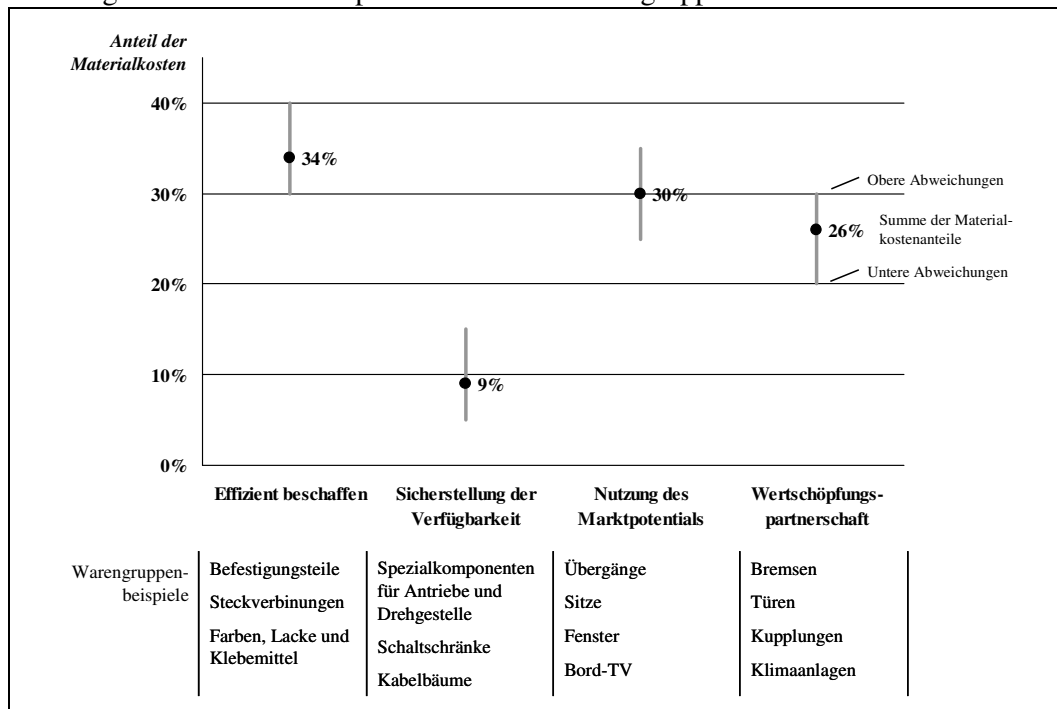 Anteil der
Materialkosten
40%
34%
30%
30%
Obere Abweichungen
26%
Summe der Material-
kostenanteile
20%
Untere Abweichungen
10%
9%
0%
Effizient beschaffen
Sicherstellung der
Verfügbarkeit
Nutzung des
Marktpotentials
Wertschöpfungs-
partnerschaft
Warengruppen-
beispiele
Befestigungsteile
Steckverbinungen
Farben, Lacke und
Klebemittel
Spezialkomponenten
für Antriebe und
Drehgestelle
Schaltschränke
Kabelbäume
Übergänge
Sitze
Fenster
Bord-TV
Bremsen
Türen
Kupplungen
Klimaanlagen